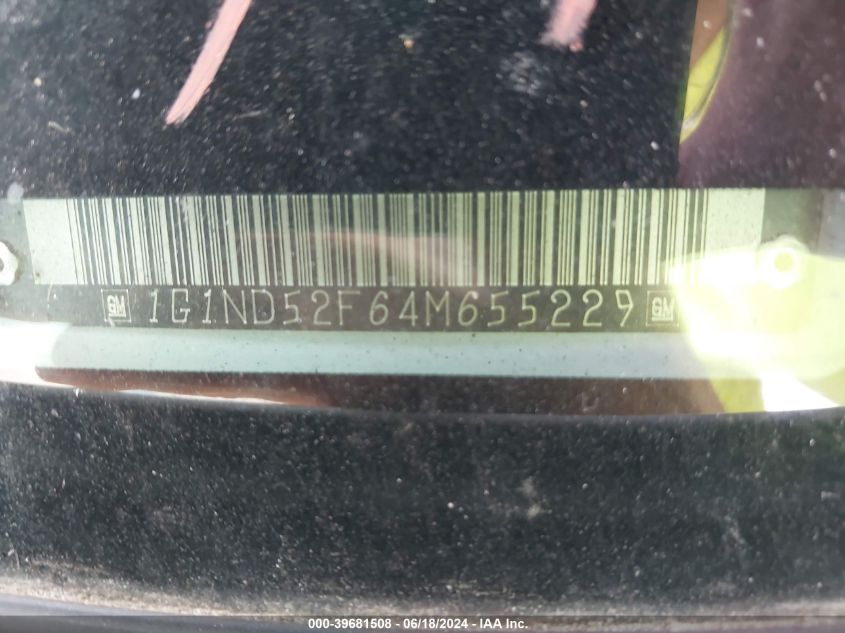 GM 1G1ND52F64M655229 GM
000-39681508 / 06/18/2024 - IAA Inc.